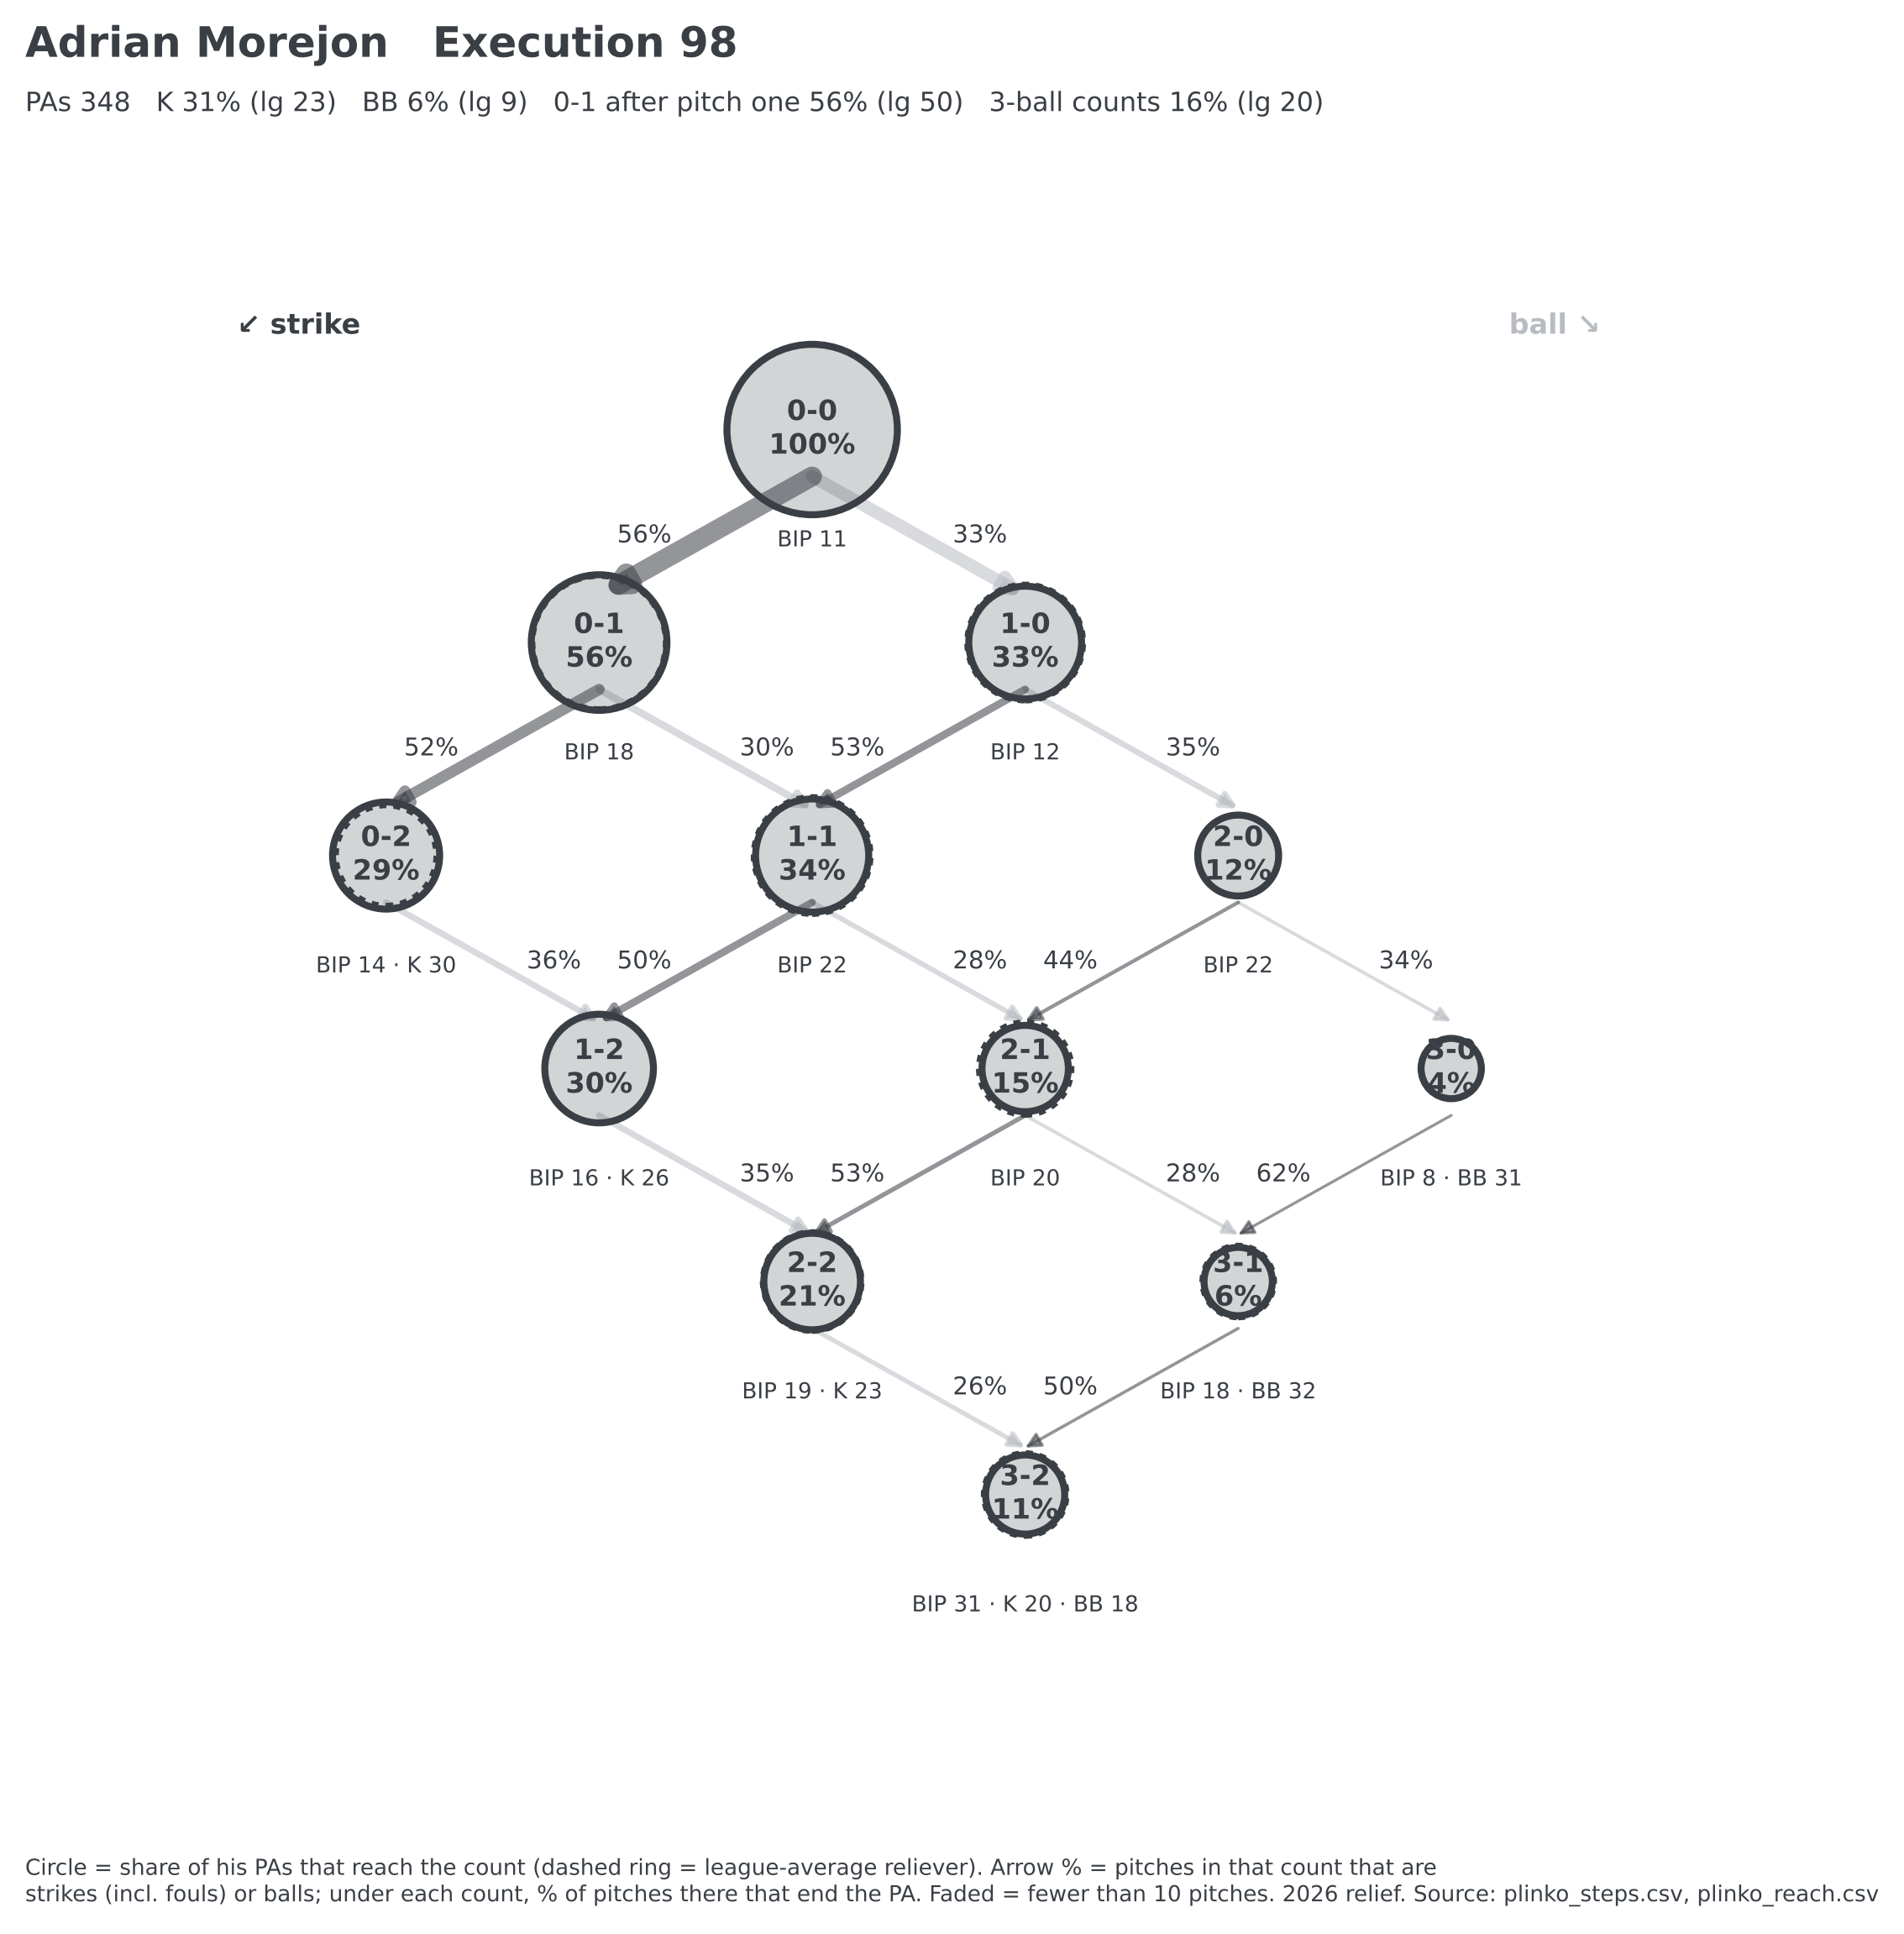 Adrian Morejon   Execution 98
PAs 348   K 31% (lg 23)   BB 6% (lg 9)   0-1 after pitch one 56% (lg 50)   3-ball counts 16% (lg 20)
↙ strike
ball ↘
0-0
100%
56%
BIP 11
33%
0-1
56%
1-0
33%
52%
BIP 18
30%
53%
BIP 12
35%
0-2
29%
1-1
34%
2-0
12%
BIP 14 · K 30
36%
50%
BIP 22
28%
44%
BIP 22
34%
1-2
30%
2-1
15%
3-0
4%
BIP 16 · K 26
35%
53%
BIP 20
28%
62%
BIP 8 · BB 31
2-2
21%
3-1
6%
BIP 19 · K 23
26%
50%
BIP 18 · BB 32
3-2
11%
BIP 31 · K 20 · BB 18
Circle = share of his PAs that reach the count (dashed ring = league-average reliever). Arrow % = pitches in that count that are
strikes (incl. fouls) or balls; under each count, % of pitches there that end the PA. Faded = fewer than 10 pitches. 2026 relief. Source: plinko_steps.csv, plinko_reach.csv